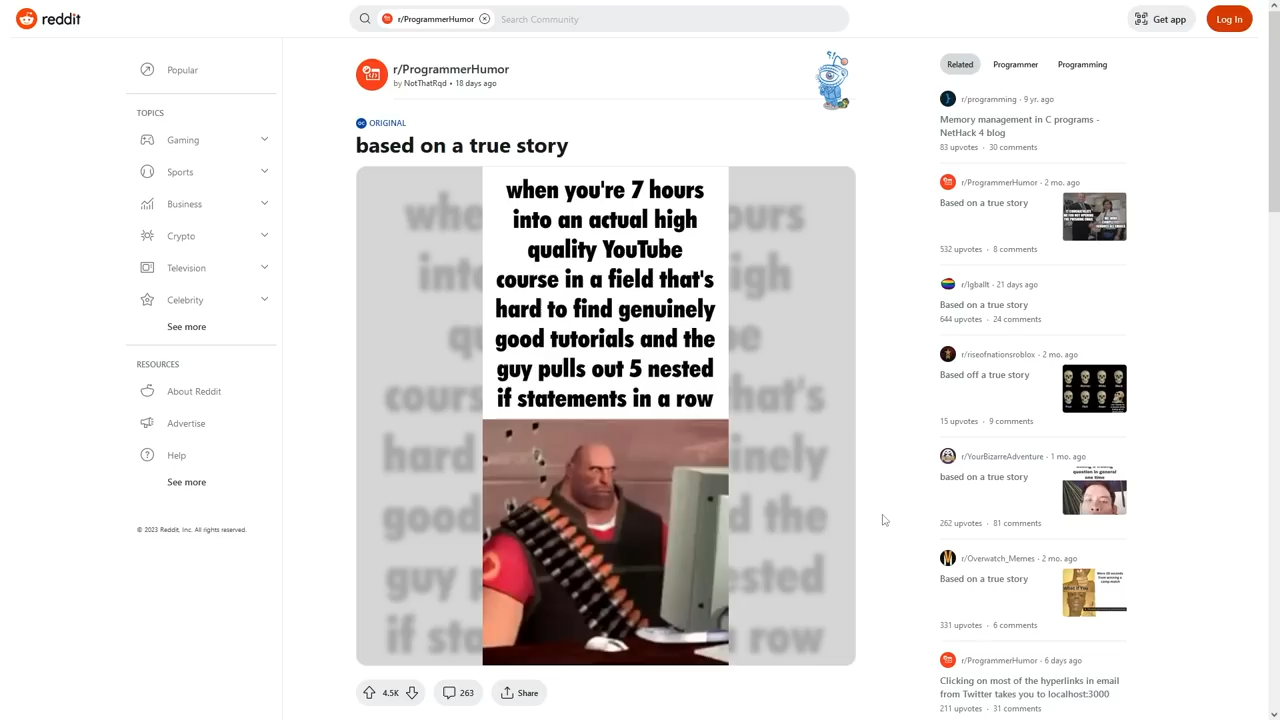 reddit
r/ProgrammerHumor
Search Community
Get app
Log In
Popular
TOPICS
Gaming
Sports
Business
Crypto
Television
Celebrity
See more
RESOURCES
About Reddit
Advertise
Help
See more
© 2023 Reddit, Inc. All rights reserved.
r/ProgrammerHumor
by NotThatRqd • 18 days ago
OC ORIGINAL
based on a true story
when you're 7 hours
into an actual high
quality YouTube
course in a field that's
hard to find genuinely
good tutorials and the
guy pulls out 5 nested
if statements in a row
4.5K
263
Share
Related
Programmer
Programming
r/programming · 9 yr. ago
Memory management in C programs -
NetHack 4 blog
83 upvotes · 30 comments
r/ProgrammerHumor · 2 mo. ago
Based on a true story
532 upvotes · 8 comments
r/lgballt · 21 days ago
Based on a true story
644 upvotes · 24 comments
r/riseofnationsroblox · 2 mo. ago
Based off a true story
15 upvotes · 9 comments
r/YourBizarreAdventure · 1 mo. ago
based on a true story
question in general
one time
262 upvotes · 81 comments
r/Overwatch_Memes · 2 mo. ago
Based on a true story
331 upvotes · 6 comments
r/ProgrammerHumor · 6 days ago
Clicking on most of the hyperlinks in email
from Twitter takes you to localhost:3000
211 upvotes · 31 comments